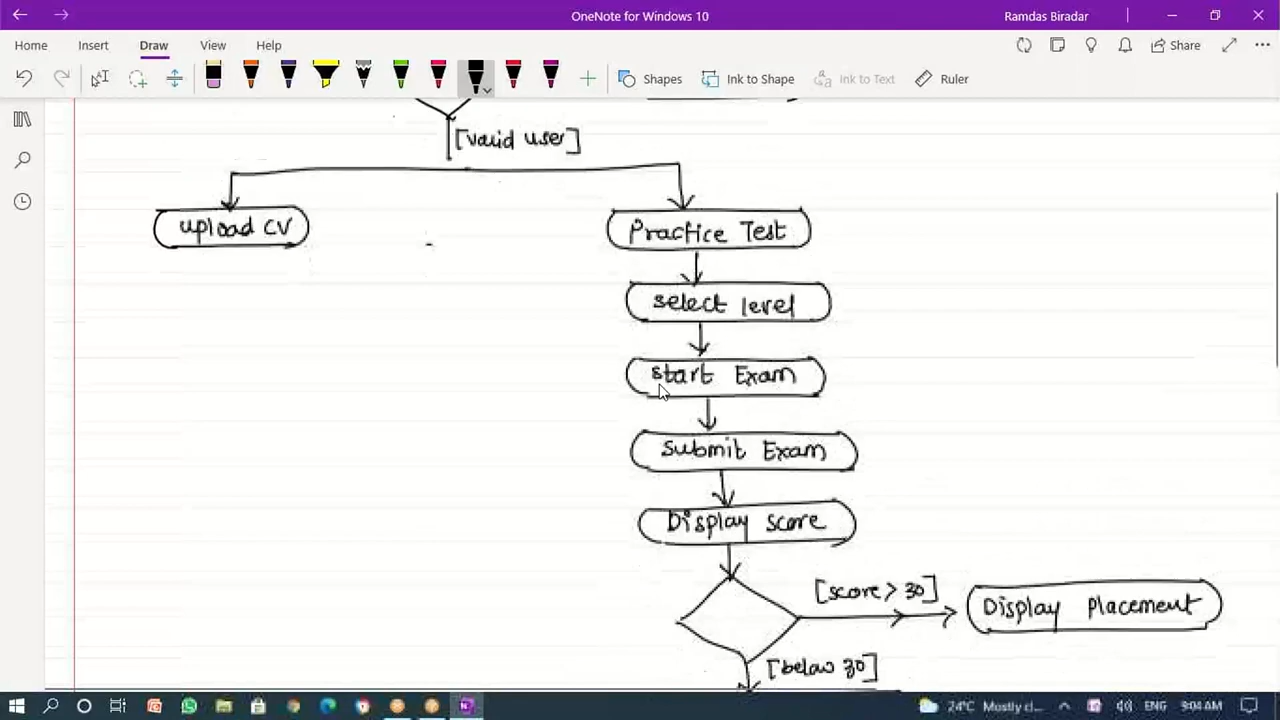 OneNote for Windows 10
Ramdas Biradar
Home Insert Draw View Help
Share
Shapes Ink to Shape Ink to Text Ruler
[valid user]
upload CV
Practice Test
select level
start Exam
submit Exam
Display score
[score > 30]
Display placement
[below 30]
24°C Mostly cl...
ENG
9:04 AM